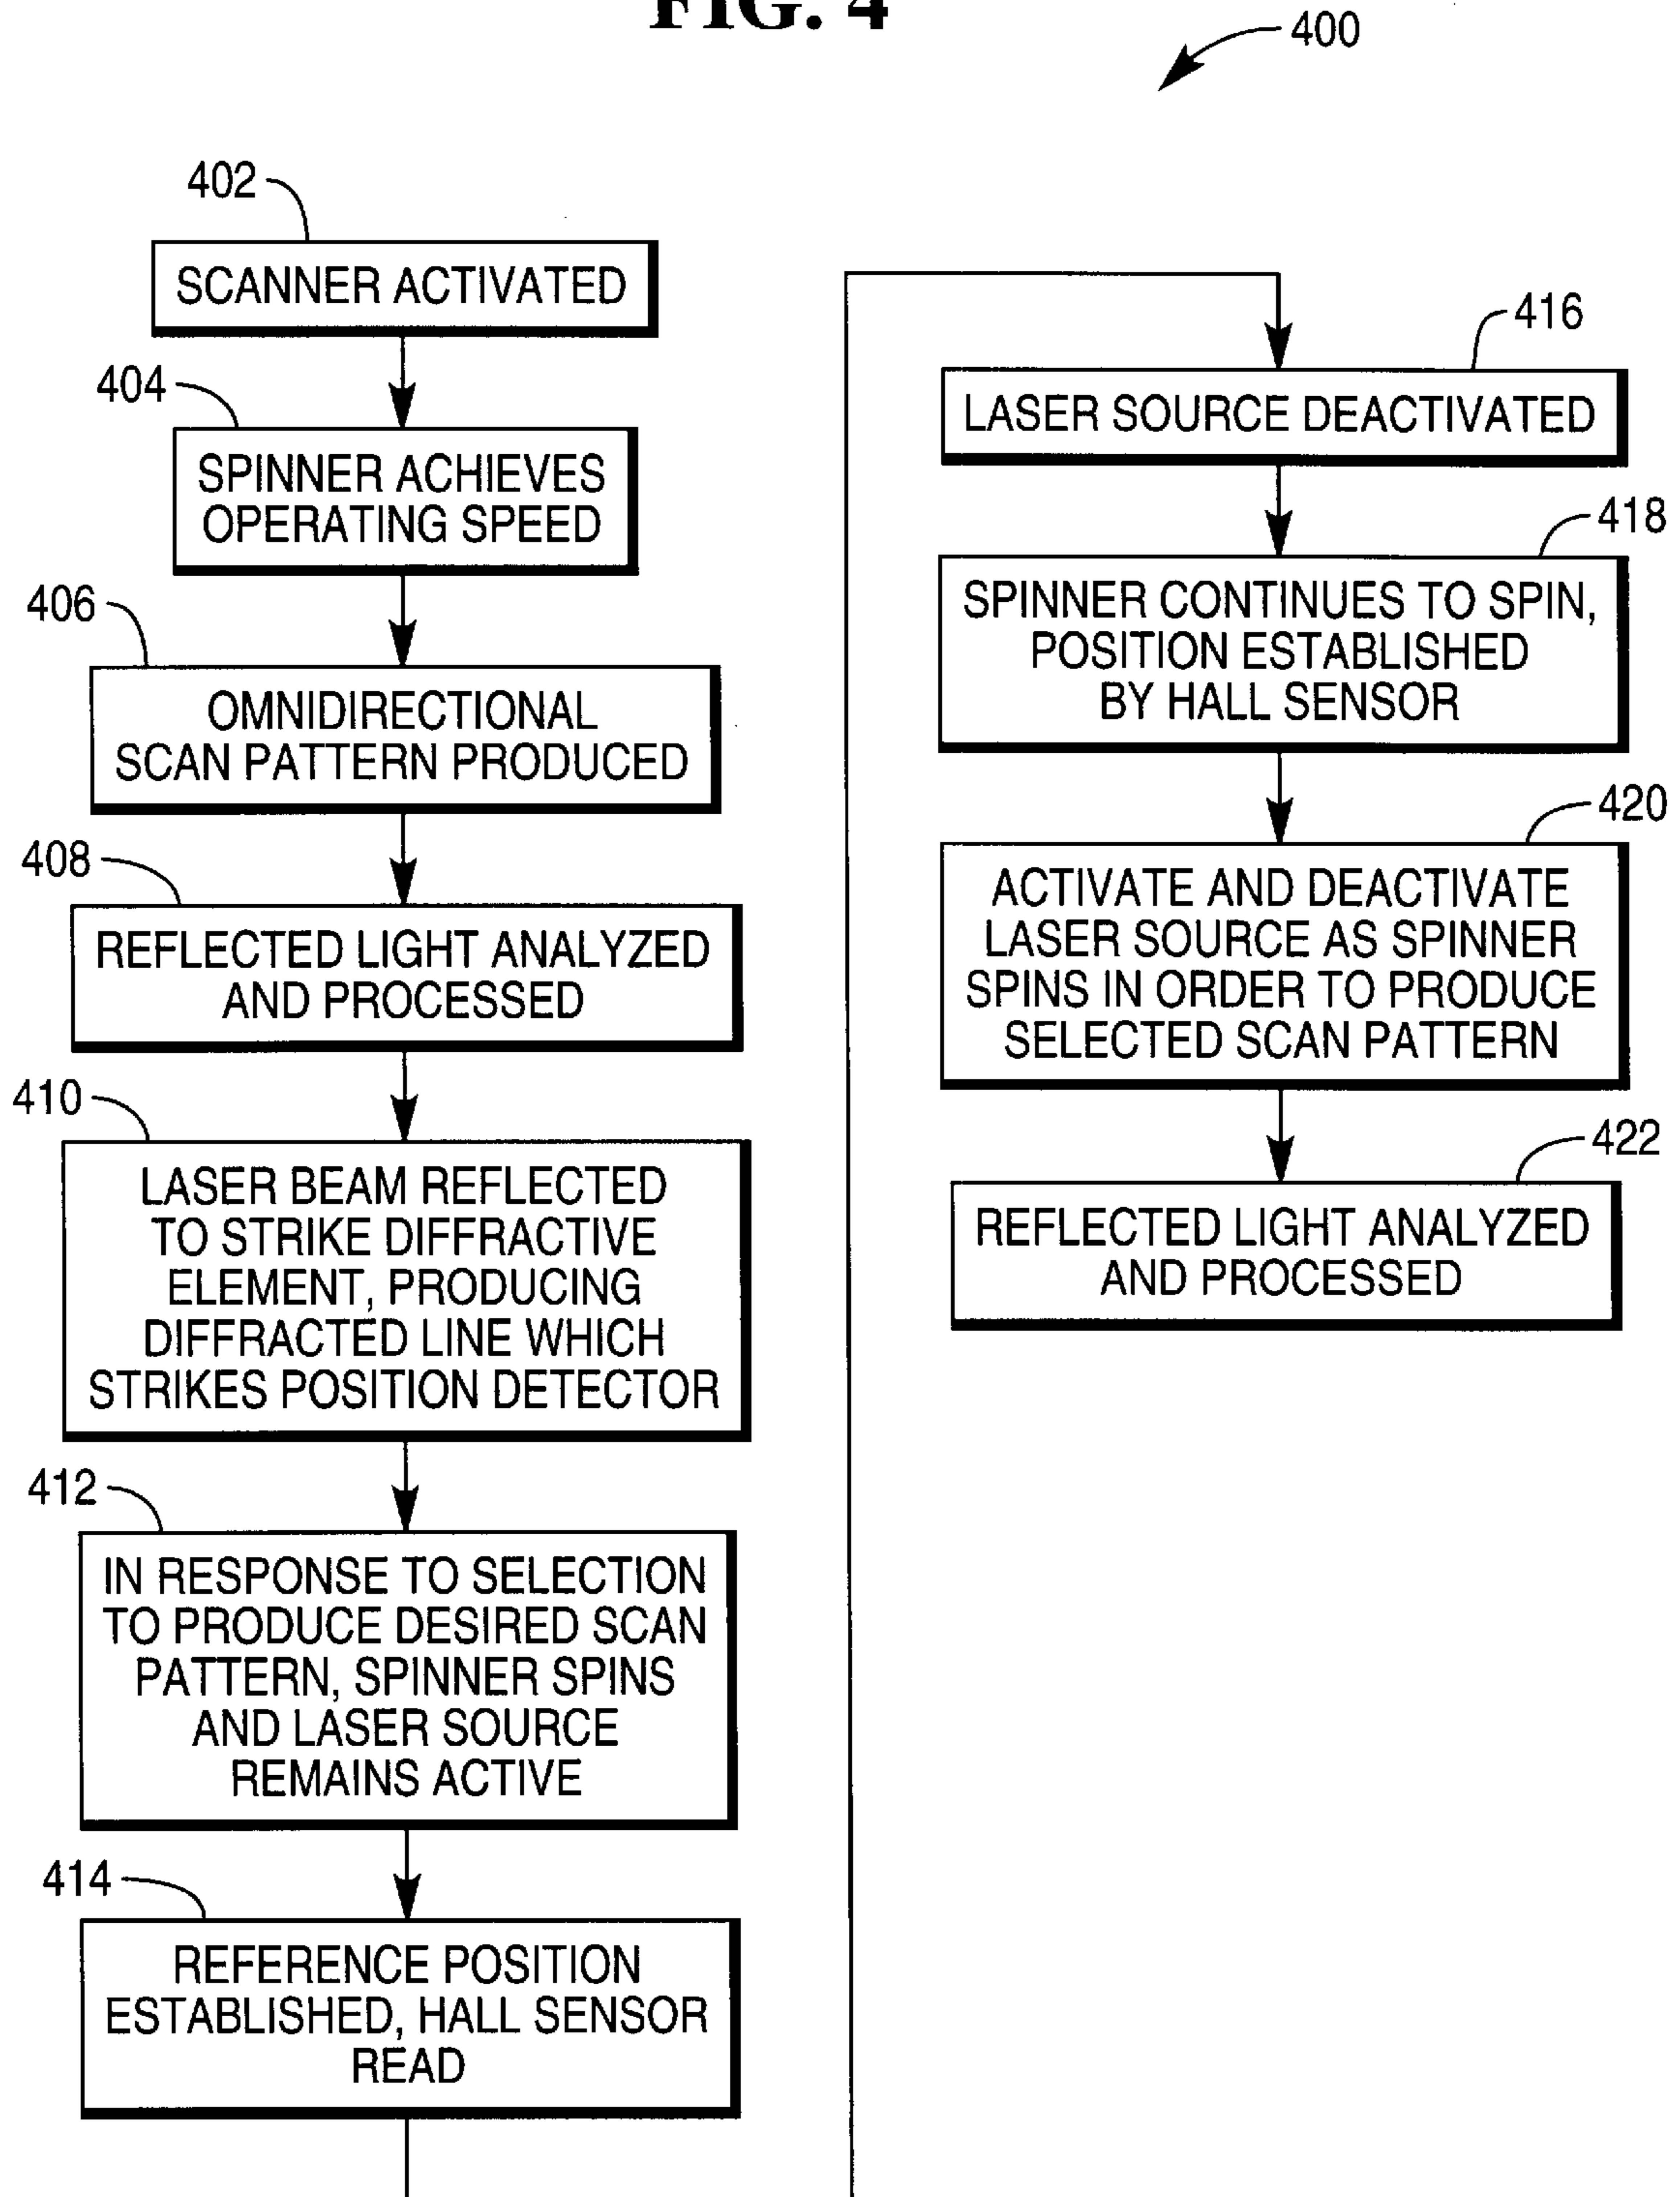 FIG. 4
400
402
SCANNER ACTIVATED
404
SPINNER ACHIEVES
OPERATING SPEED
406
OMNIDIRECTIONAL
SCAN PATTERN PRODUCED
408
REFLECTED LIGHT ANALYZED
AND PROCESSED
410
LASER BEAM REFLECTED
TO STRIKE DIFFRACTIVE
ELEMENT, PRODUCING
DIFFRACTED LINE WHICH
STRIKES POSITION DETECTOR
412
IN RESPONSE TO SELECTION
TO PRODUCE DESIRED SCAN
PATTERN, SPINNER SPINS
AND LASER SOURCE
REMAINS ACTIVE
414
REFERENCE POSITION
ESTABLISHED, HALL SENSOR
READ
416
LASER SOURCE DEACTIVATED
418
SPINNER CONTINUES TO SPIN,
POSITION ESTABLISHED
BY HALL SENSOR
420
ACTIVATE AND DEACTIVATE
LASER SOURCE AS SPINNER
SPINS IN ORDER TO PRODUCE
SELECTED SCAN PATTERN
422
REFLECTED LIGHT ANALYZED
AND PROCESSED